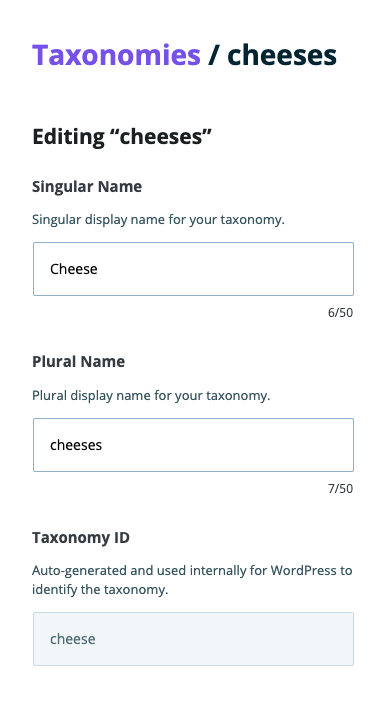 Taxonomies / cheeses
Editing “cheeses”
Singular Name
Singular display name for your taxonomy.
Cheese
6/50
Plural Name
Plural display name for your taxonomy.
cheeses
7/50
Taxonomy ID
Auto-generated and used internally for WordPress to
identify the taxonomy.
cheese